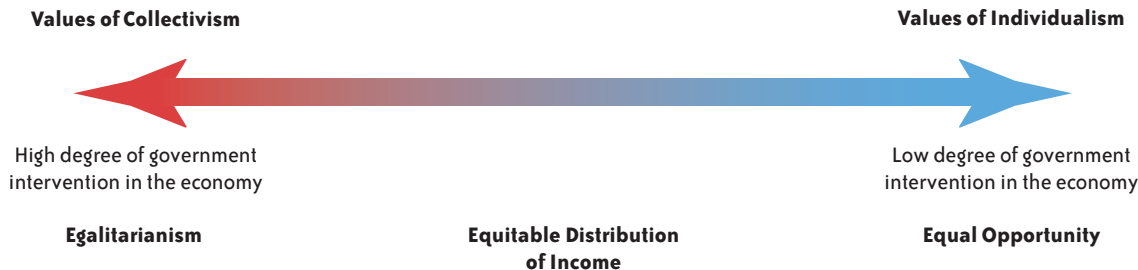 Values of Collectivism
Values of Individualism
High degree of government
intervention in the economy
Low degree of government
intervention in the economy
Egalitarianism
Equitable Distribution
of Income
Equal Opportunity